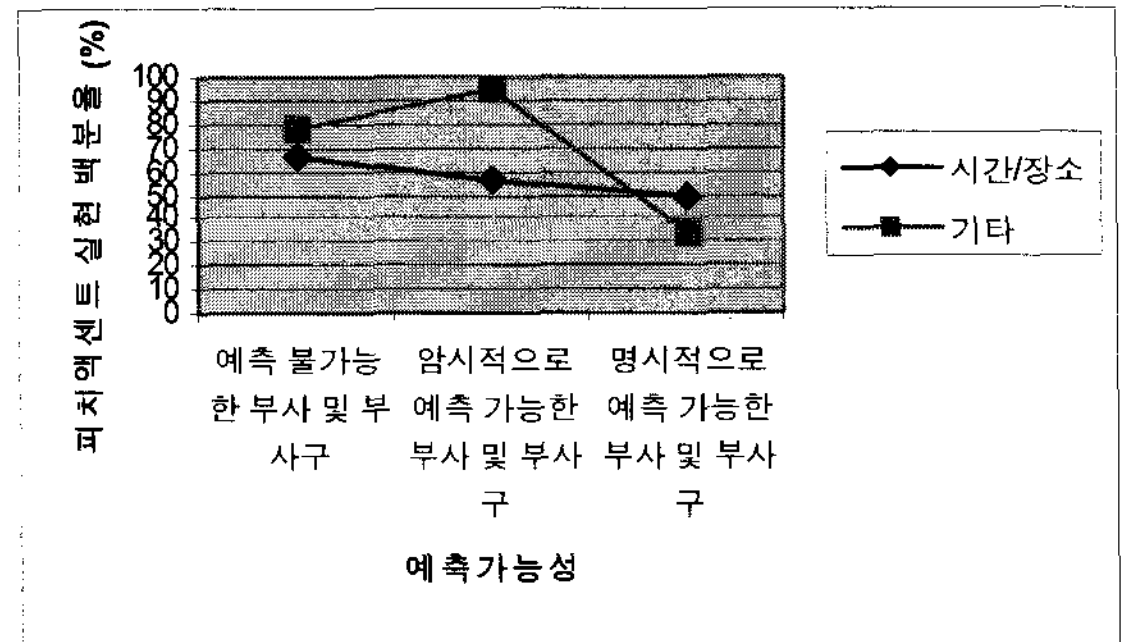 피치액센트 실현 백분율 (%)
100
90
80
70
60
50
40
30
20
10
0
예측 불가능
한 부사 및 부
사구
암시적으로
예측 가능한
부사 및 부사
구
명시적으로
예측 가능한
부사 및 부사
구
예측가능성
시간/장소
기타